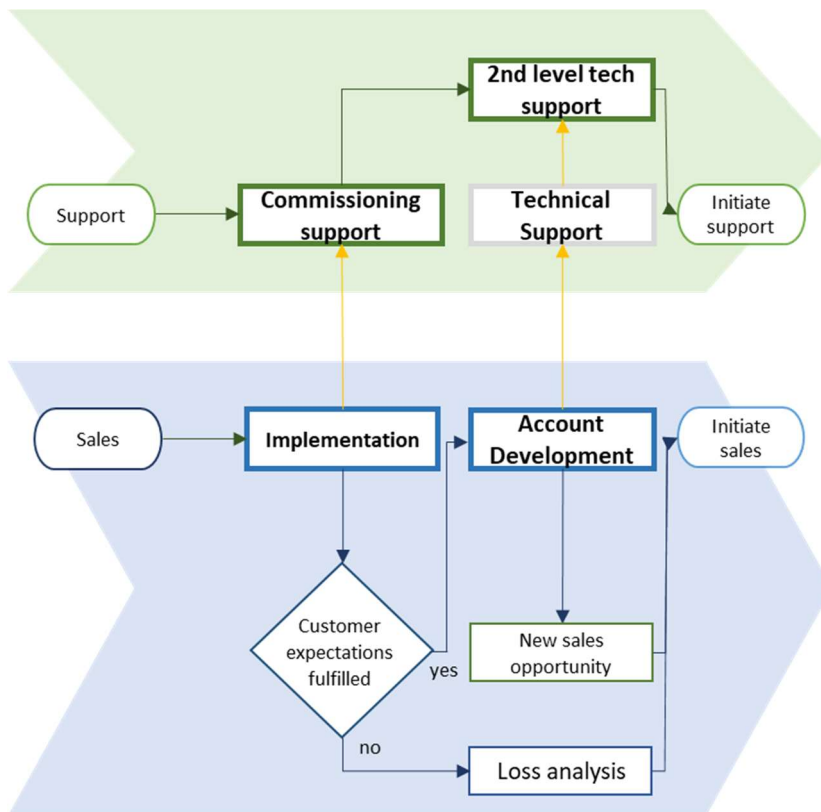 2nd level tech
support
Support
Commissioning
support
Technical
Support
Initiate
support
Sales
Implementation
Account
Development
Initiate
sales
Customer
expectations
fulfilled
yes
New sales
opportunity
no
Loss analysis